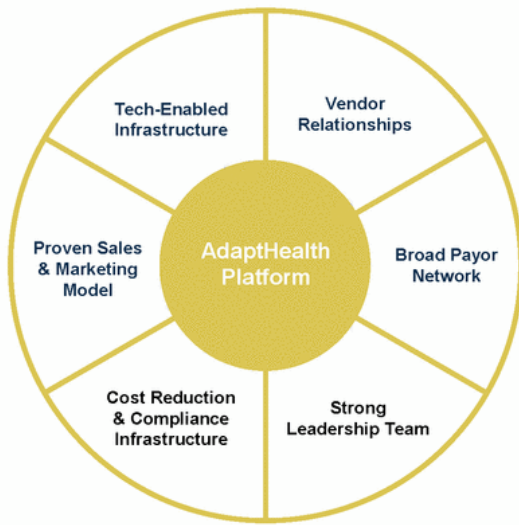 Tech-Enabled
Infrastructure
Vendor
Relationships
Proven Sales
& Marketing
Model
AdaptHealth
Platform
Broad Payor
Network
Cost Reduction
& Compliance
Infrastructure
Strong
Leadership Team